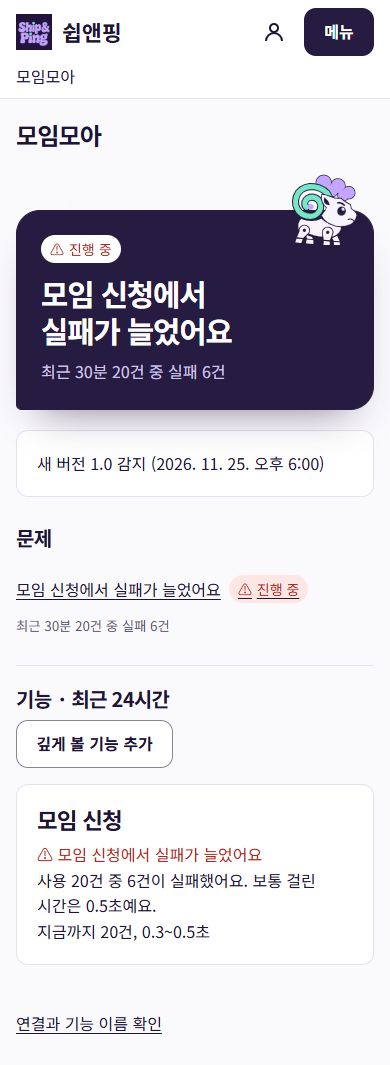 Ship&
Ping
쉽앤핑
메뉴
모임모아
모임모아
진행 중
모임 신청에서
실패가 늘었어요
최근 30분 20건 중 실패 6건
새 버전 1.0 감지 (2026. 11. 25. 오후 6:00)
문제
모임 신청에서 실패가 늘었어요 진행 중
최근 30분 20건 중 실패 6건
기능 · 최근 24시간
깊게 볼 기능 추가
모임 신청
모임 신청에서 실패가 늘었어요
사용 20건 중 6건이 실패했어요. 보통 걸린
시간은 0.5초예요.
지금까지 20건, 0.3~0.5초
연결과 기능 이름 확인